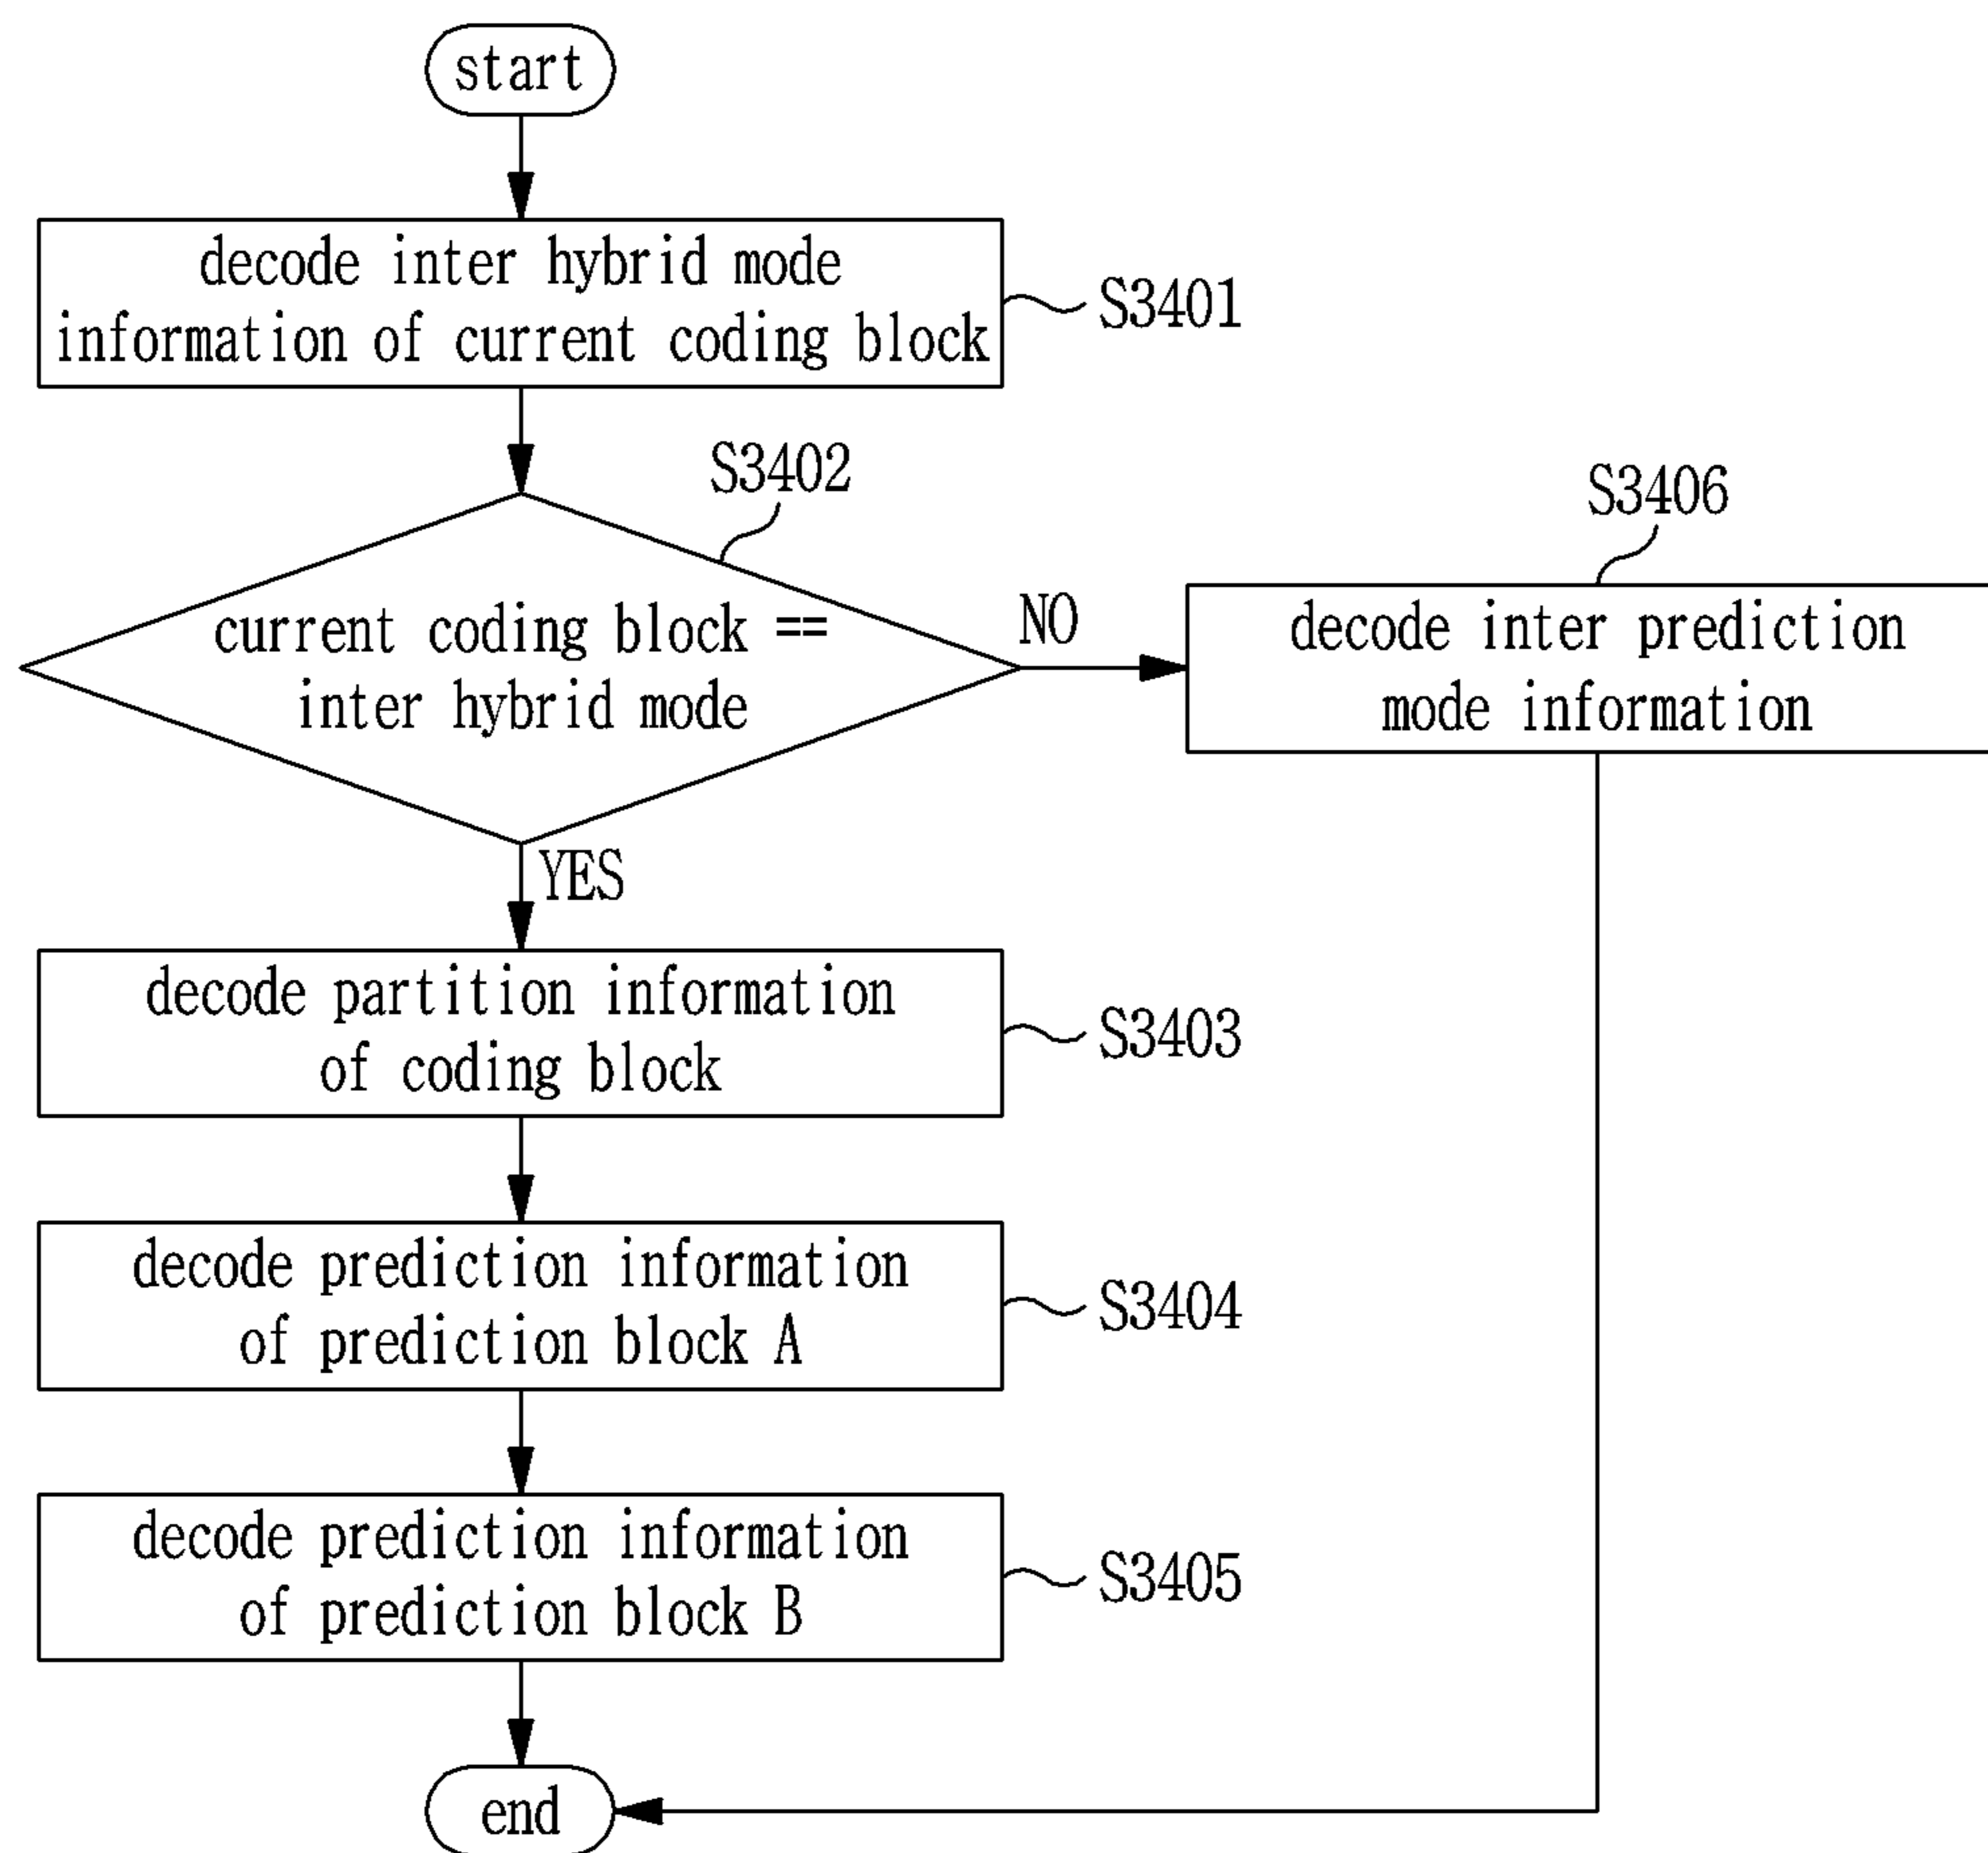 start
decode inter hybrid mode
information of current coding block
S3401
S3402
current coding block ==
inter hybrid mode
NO
S3406
decode inter prediction
mode information
YES
decode partition information
of coding block
S3403
decode prediction information
of prediction block A
S3404
decode prediction information
of prediction block B
S3405
end